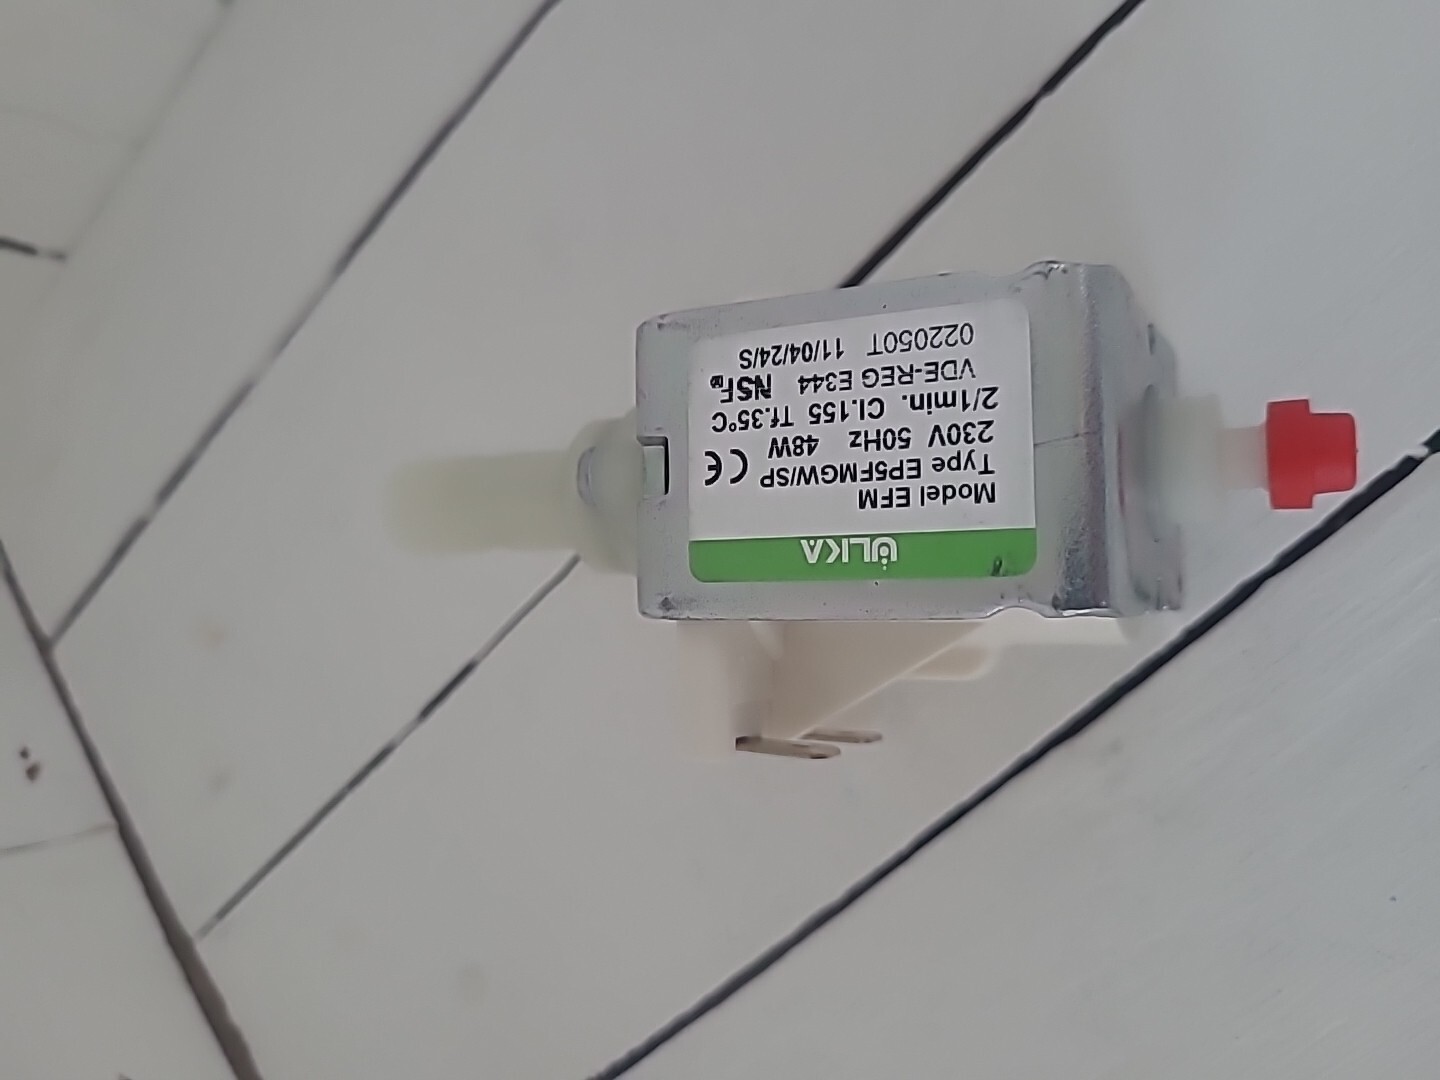 ULKA
Model EFM
Type EP5FMGW/SP CE
230V 50Hz 48W
2/1min. Cl.155 Tf.35°C
VDE-REG E344 NSF
022050T 11/04/24/S